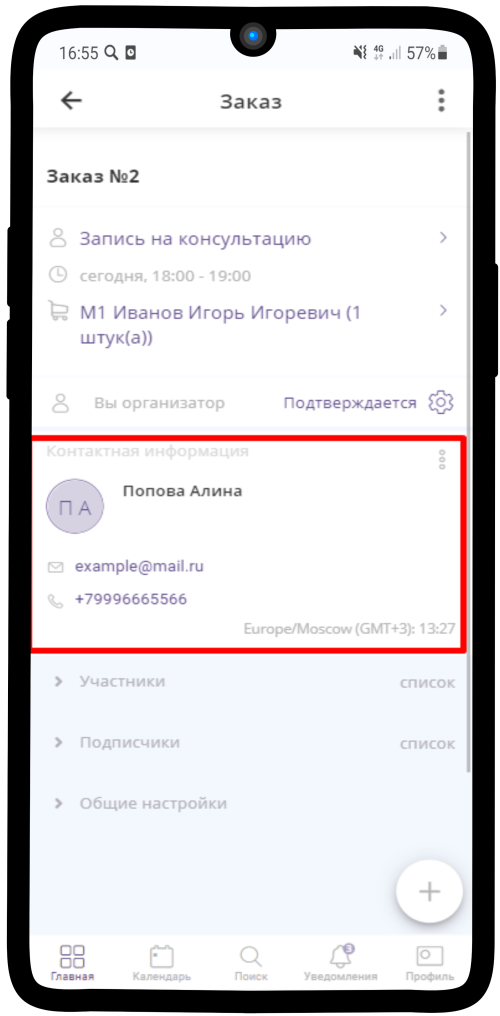 16:55 4G 57%
Заказ
Заказ №2
Запись на консультацию
сегодня, 18:00 - 19:00
М1 Иванов Игорь Игоревич (1
штук(а))
Вы организатор Подтверждается
Контактная информация
П А Попова Алина
example@mail.ru
+79996665566
Europe/Moscow (GMT+3): 13:27
Участники список
Подписчики список
Общие настройки
3
Главная Календарь Поиск Уведомления Профиль